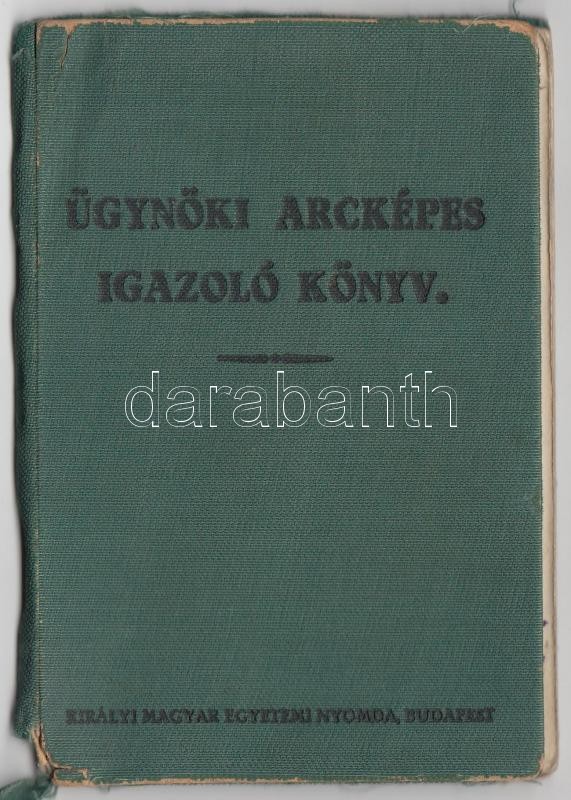 ÜGYNÖKI ARCKÉPES
IGAZOLÓ KÖNYV.
darabanth
KIRÁLYI MAGYAR EGYETEMI NYOMDA, BUDAPEST